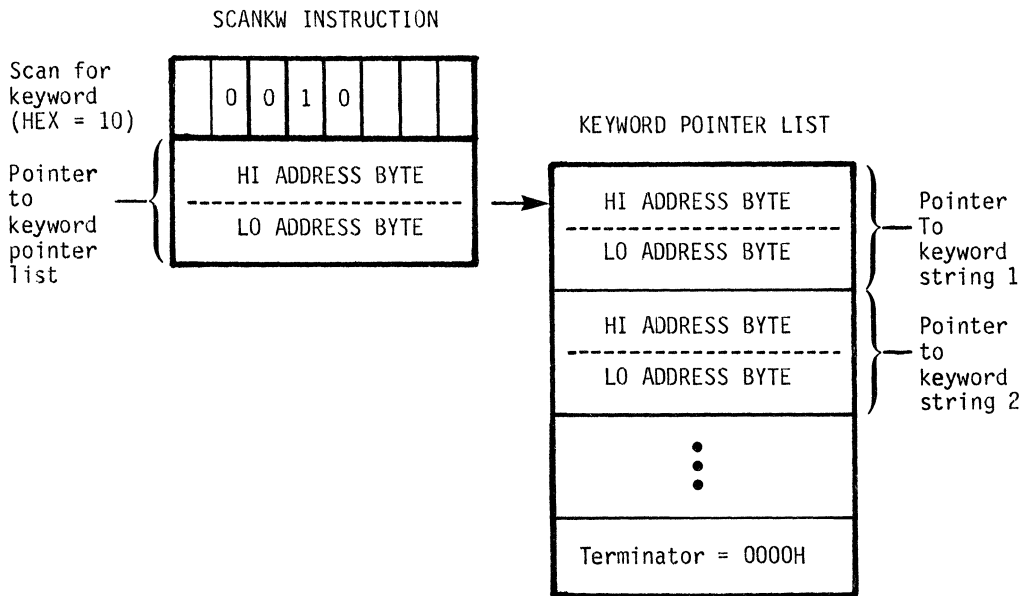 SCANKW INSTRUCTION
Scan for
keyword
(HEX = 10)
0 0 1 0
Pointer
to
keyword
pointer
list
HI ADDRESS BYTE
LO ADDRESS BYTE
KEYWORD POINTER LIST
HI ADDRESS BYTE
LO ADDRESS BYTE
Pointer
To
keyword
string 1
HI ADDRESS BYTE
LO ADDRESS BYTE
Pointer
to
keyword
string 2
Terminator = 0000H